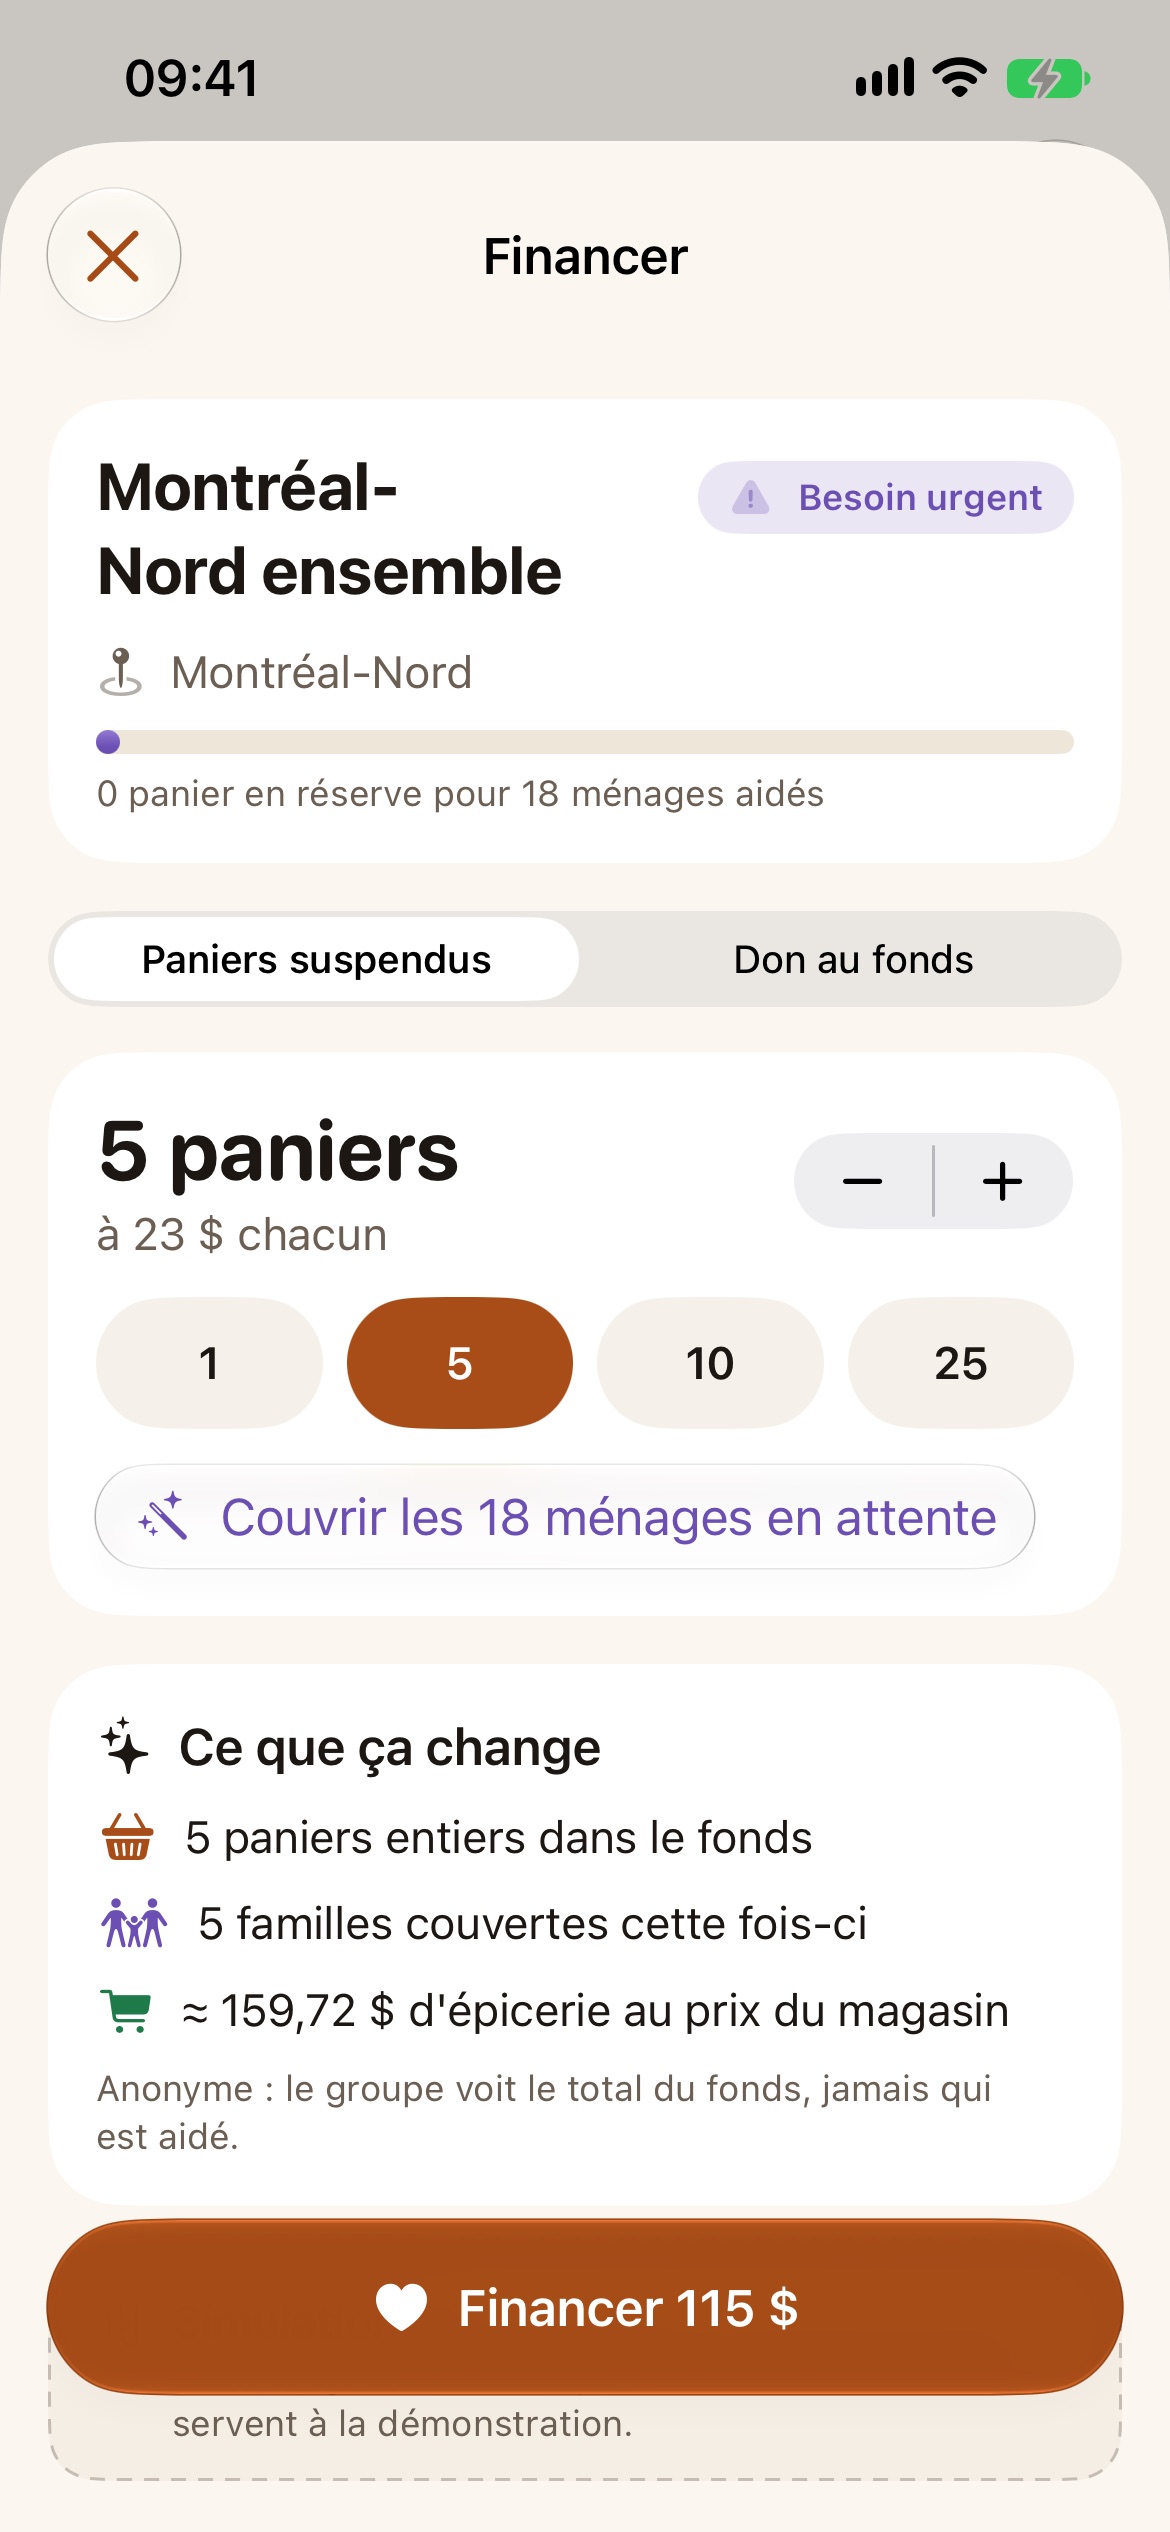 09:41
Financer
Montréal-
Nord ensemble
Besoin urgent
Montréal-Nord
0 panier en réserve pour 18 ménages aidés
Paniers suspendus
Don au fonds
5 paniers
à 23 $ chacun
1
5
10
25
Couvrir les 18 ménages en attente
Ce que ça change
5 paniers entiers dans le fonds
5 familles couvertes cette fois-ci
≈ 159,72 $ d'épicerie au prix du magasin
Anonyme : le groupe voit le total du fonds, jamais qui
est aidé.
Financer 115 $
servent à la démonstration.